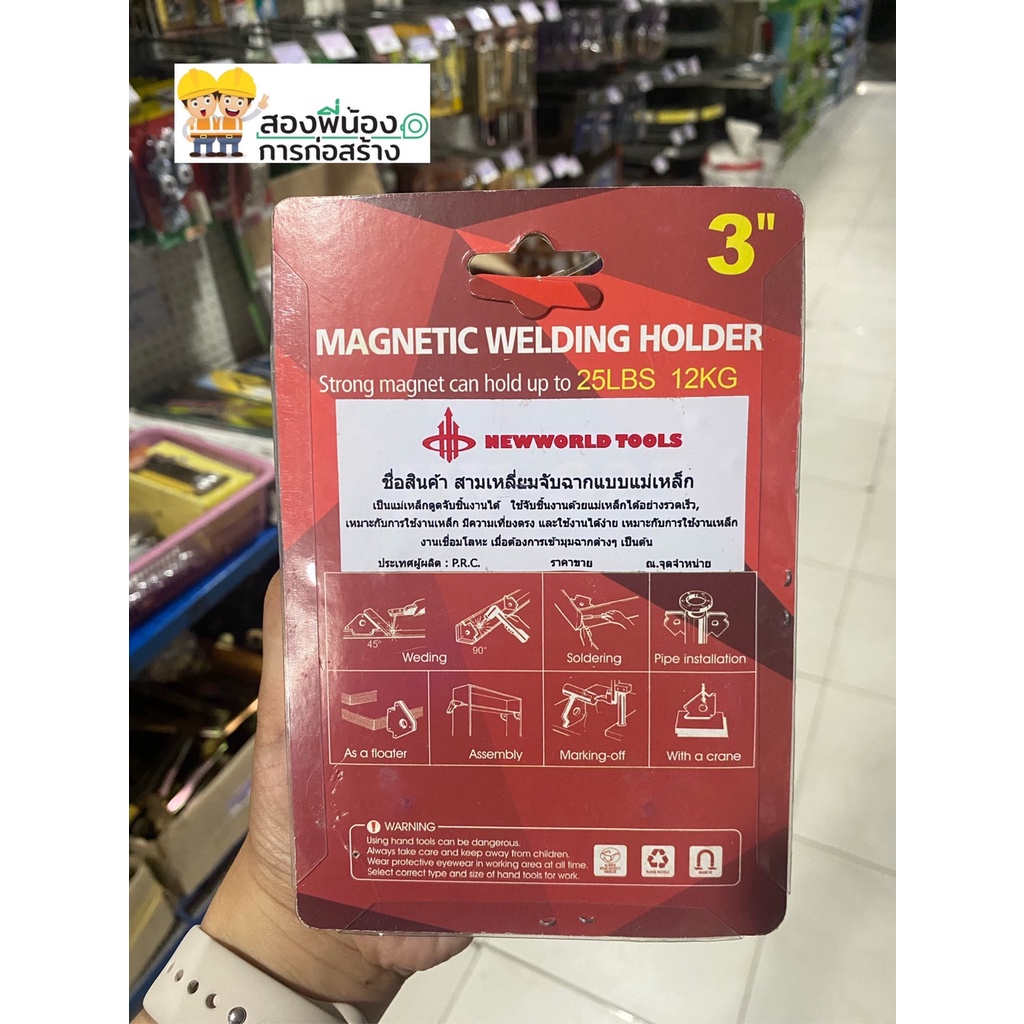 สองพี่น้อง
การก่อสร้าง
3"
MAGNETIC WELDING HOLDER
Strong magnet can hold up to 25LBS 12KG
NEWWORLD TOOLS
ชื่อสินค้า สามเหลี่ยมจับฉากแบบแม่เหล็ก
เป็นแม่เหล็กดูดจับชิ้นงานได้ ใช้จับชิ้นงานด้วยแม่เหล็กได้อย่างรวดเร็ว,
เหมาะกับการใช้งานเหล็ก มีความเที่ยงตรง และใช้งานได้ง่าย เหมาะกับการใช้งานเหล็ก
งานเชื่อมโลหะ เมื่อต้องการเข้ามุมฉากต่างๆ เป็นต้น
ประเทศผู้ผลิต : P.R.C. ราคาขาย ณ.จุดจำหน่าย
45° 90°
Weding Soldering Pipe installation
As a floater Assembly Marking-off With a crane
WARNING
Using hand tools can be dangerous.
Always take care and keep away from children.
Wear protective eyewear in working area at all time.
Select correct type and size of hand tools for work.
PLEASE RECYCLE
MAGNETIC